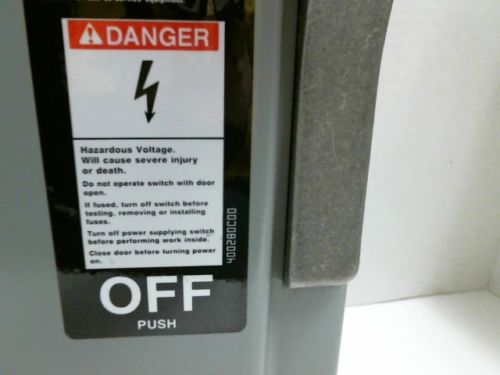 DANGER
Hazardous Voltage.
Will cause severe injury
or death.
Do not operate switch with door
open.
If fused, turn off switch before
testing, removing or installing
fuses.
Turn off power supplying switch
before performing work inside.
Close door before turning power
on.
OFF
PUSH